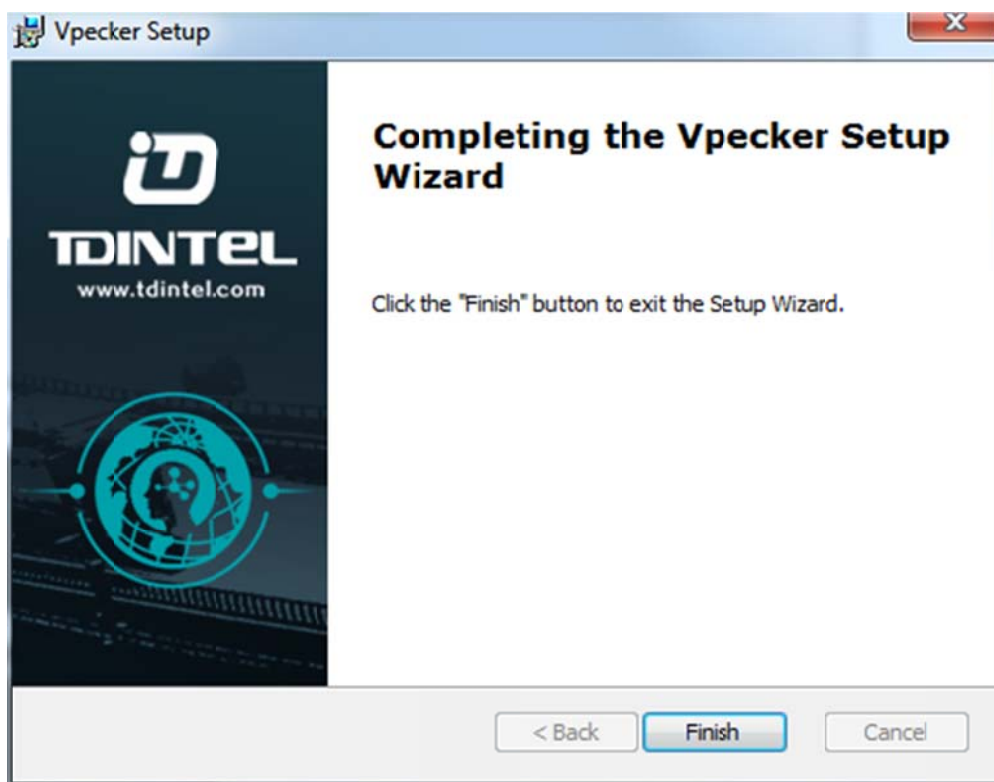 Vpecker Setup
TDINTEL
www.tdintel.com
Completing the Vpecker Setup
Wizard
Click the "Finish" button to exit the Setup Wizard.
< Back
Finish
Cancel